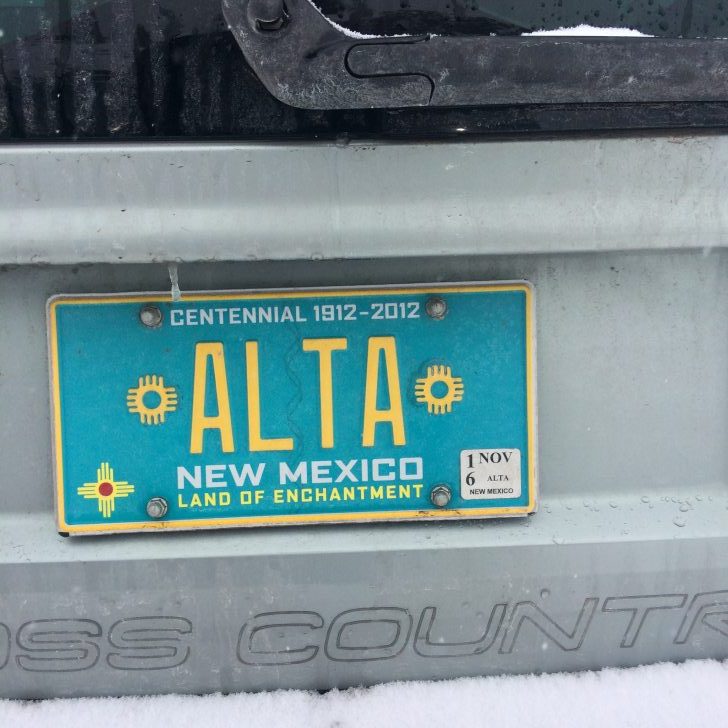 CENTENNIAL 1912-2012
ALTA
NEW MEXICO
LAND OF ENCHANTMENT
1 NOV
6 ALTA
NEW MEXICO
OSS COUNTR